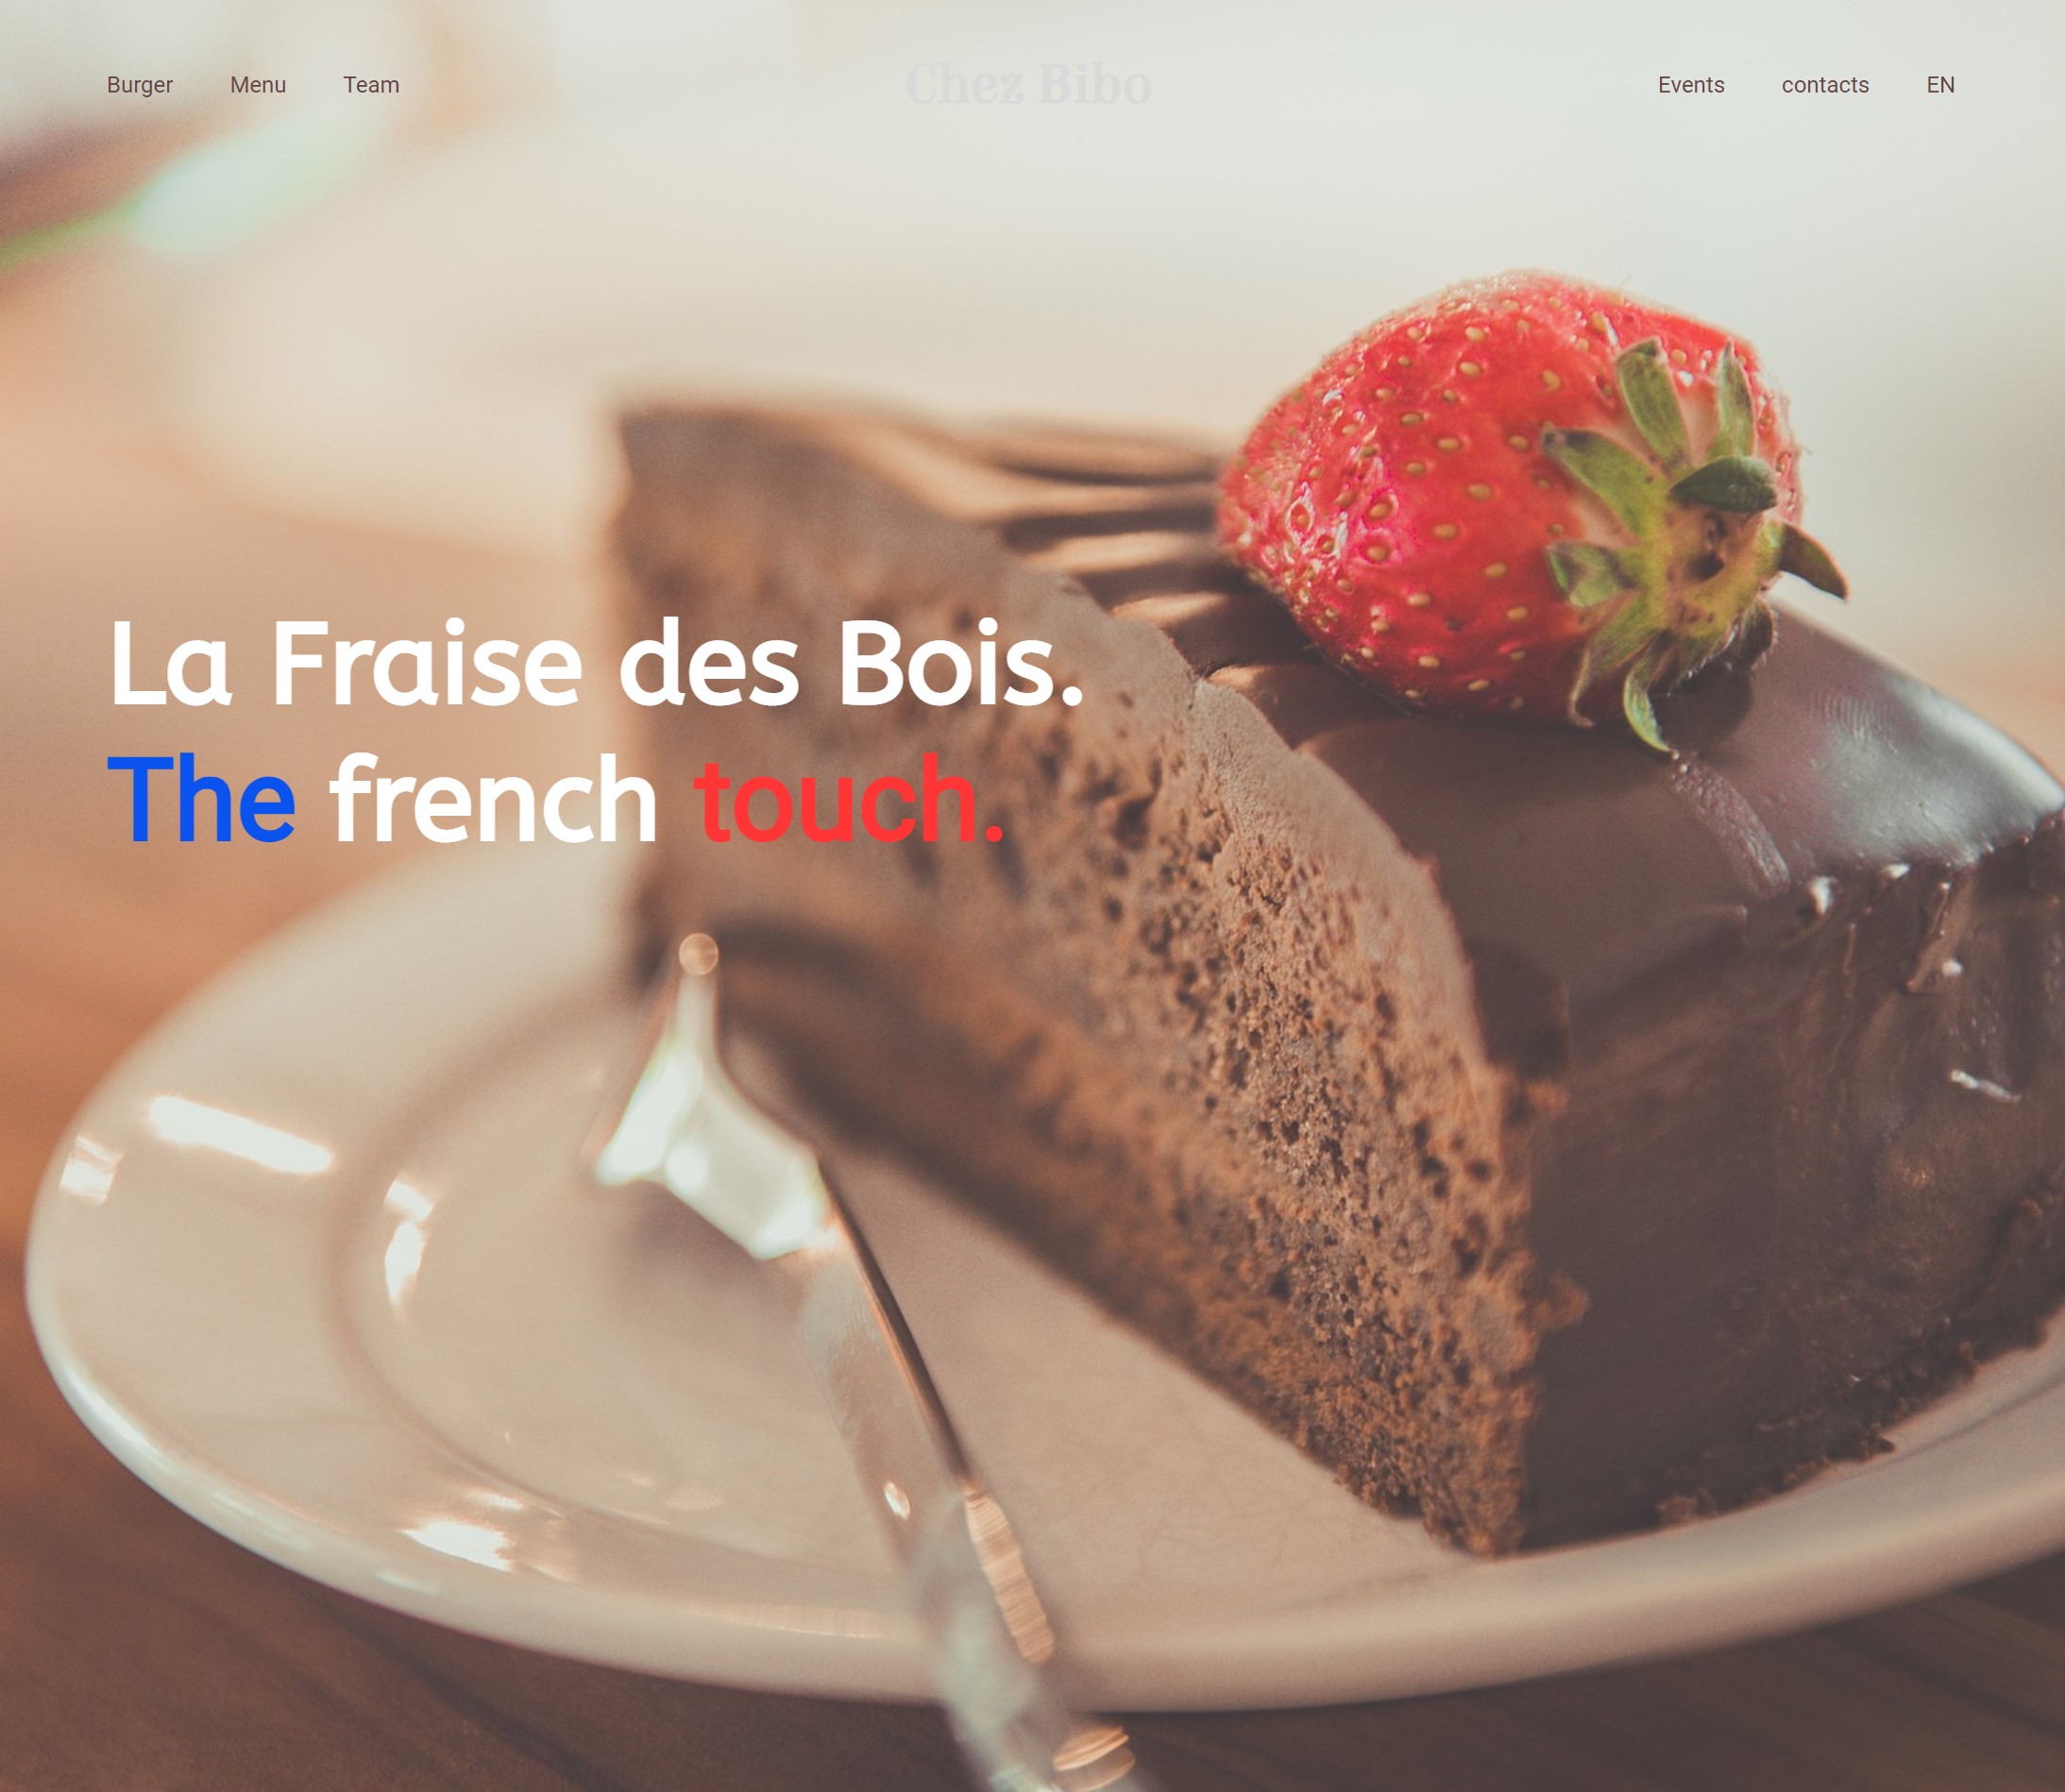 Burger Menu Team Chez Bibo Events contacts EN
La Fraise des Bois.
The french touch.